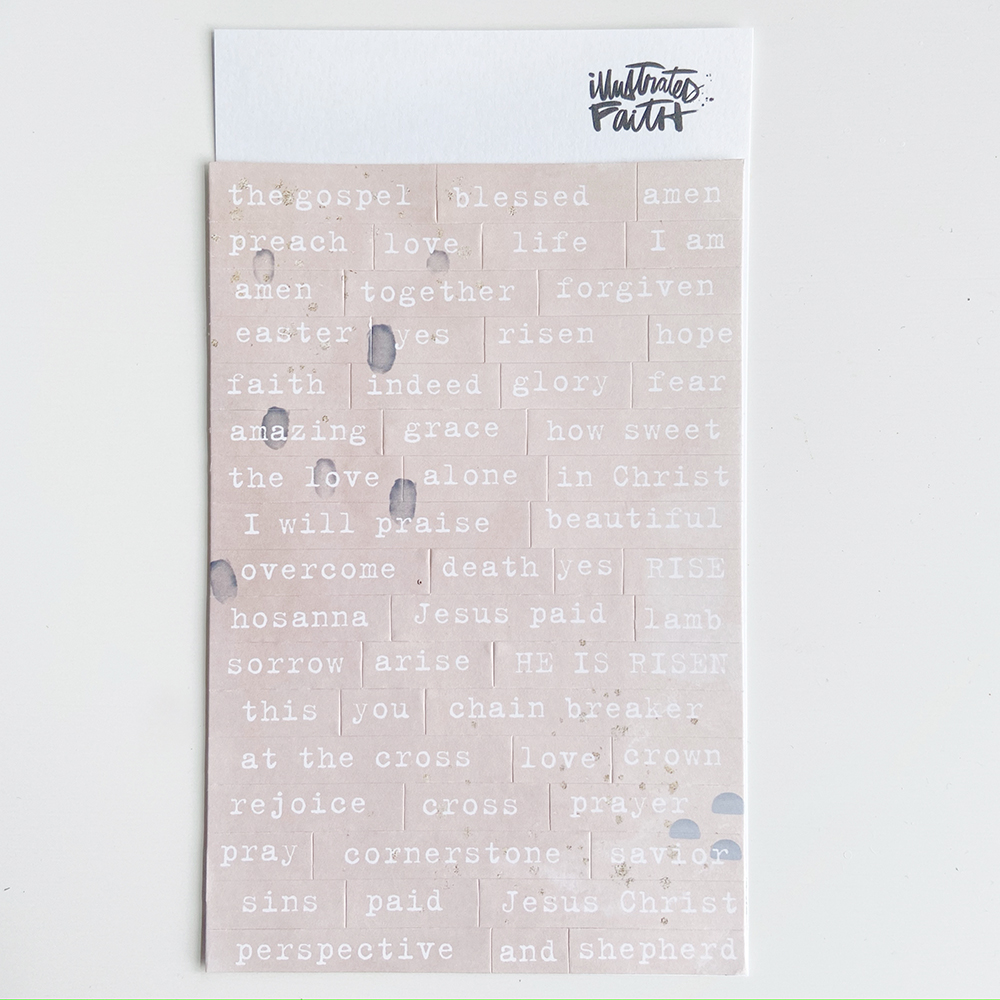 illustrated
Faith
the gospel blessed amen
preach love life I am
amen together forgiven
easter yes risen hope
faith indeed glory fear
amazing grace how sweet
the love alone in Christ
I will praise beautiful
overcome death yes RISE
hosanna Jesus paid lamb
sorrow arise HE IS RISEN
this you chain breaker
at the cross love crown
rejoice cross prayer
pray cornerstone savior
sins paid Jesus Christ
perspective and shepherd